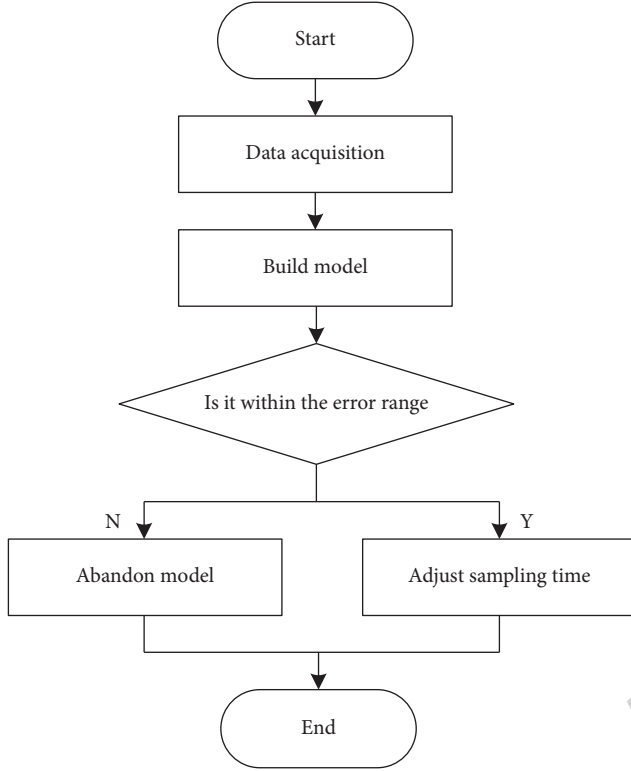 Start
Data acquisition
Build model
Is it within the error range
N
Y
Abandon model
Adjust sampling time
End